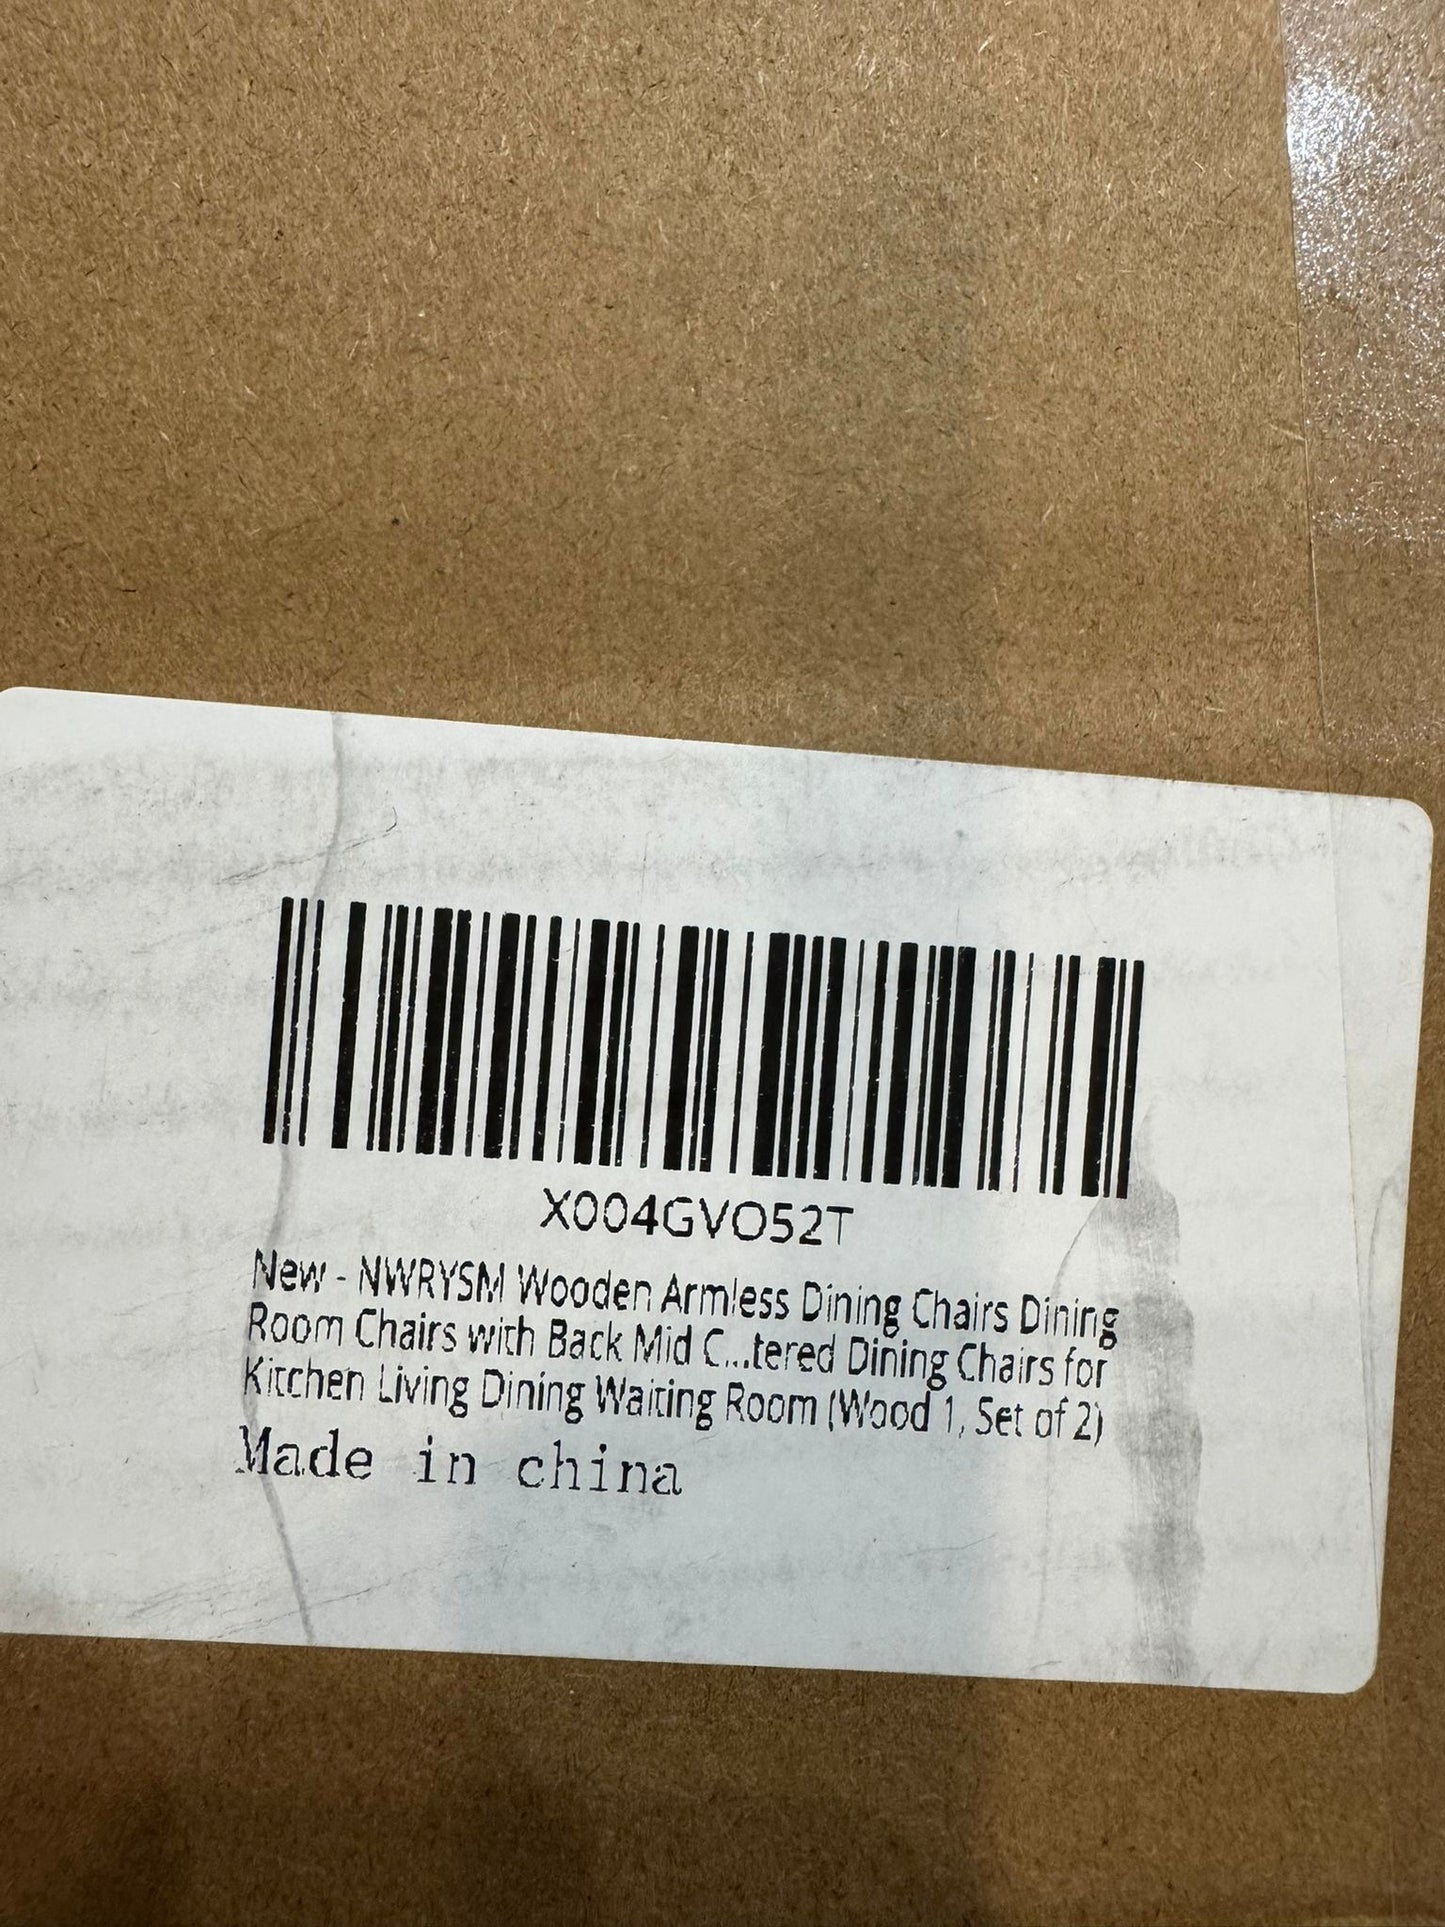 X004GVO52T
New - NWRYSM Wooden Armless Dining Chairs Dining
Room Chairs with Back Mid C...tered Dining Chairs for
Kitchen Living Dining Waiting Room (Wood 1, Set of 2)
Made in china